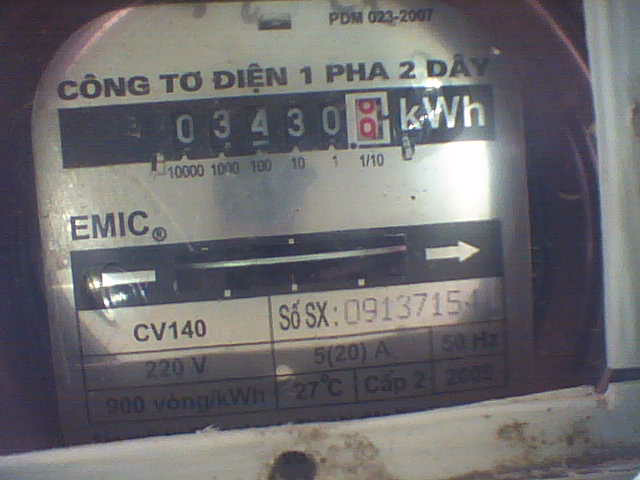 PDM 023-2007
CÔNG TƠ ĐIỆN 1 PHA 2 DÂY
03430 8 kWh
10000 1000 100 10 1 1/10
EMIC®
CV140 Số SX: 0913715
220 V 5(20) A 50 Hz
900 vòng/kWh 27°C Cấp 2